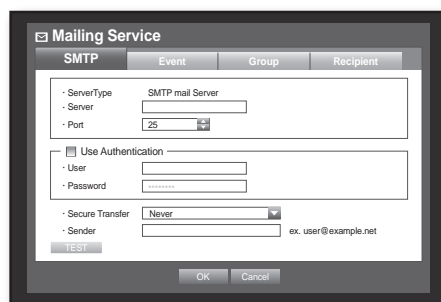 Mailing Service
SMTP Event Group Recipient
· ServerType SMTP mail Server
· Server
· Port 25
Use Authentication
· User
· Password ********
· Secure Transfer Never
· Sender ex. user@example.net
TEST
OK Cancel